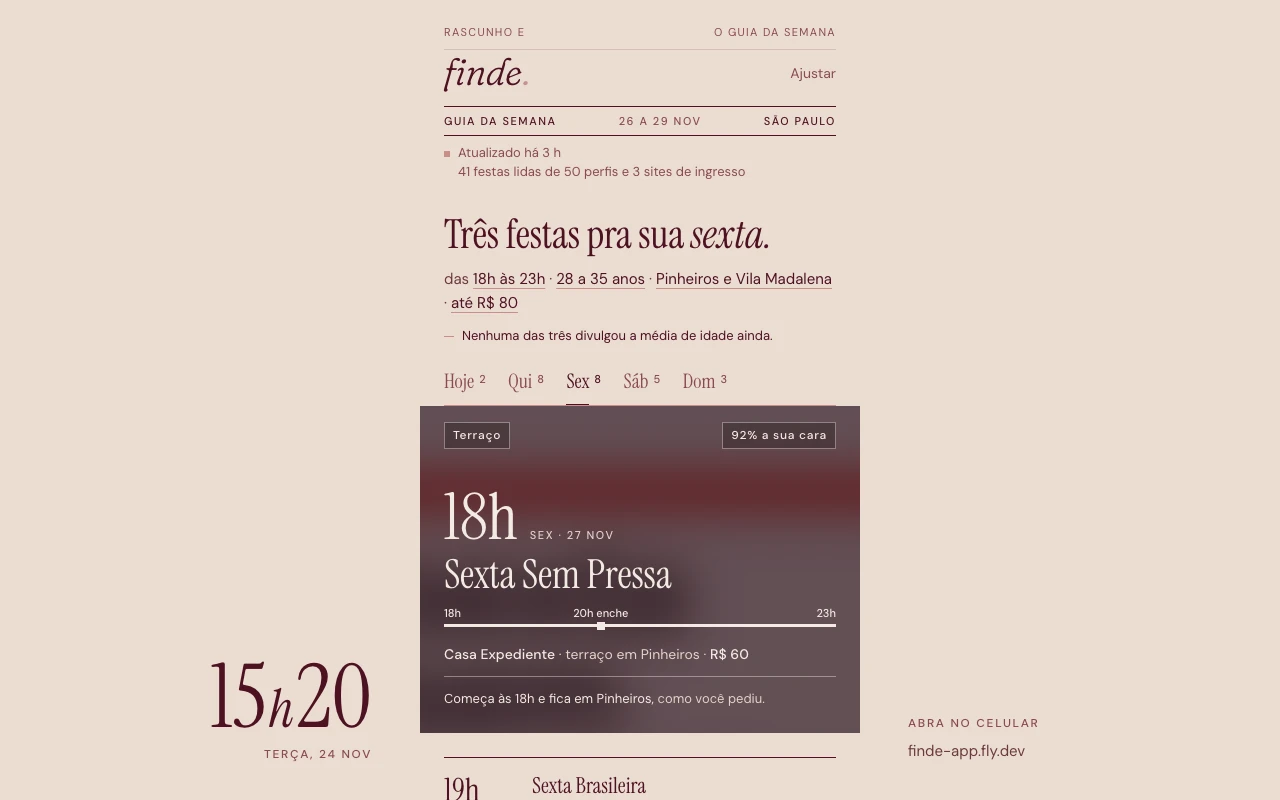 RASCUNHO E
O GUIA DA SEMANA
finde.
Ajustar
GUIA DA SEMANA
26 A 29 NOV
SÃO PAULO
Atualizado há 3 h
41 festas lidas de 50 perfis e 3 sites de ingresso
Três festas pra sua sexta.
das 18h às 23h · 28 a 35 anos · Pinheiros e Vila Madalena
· até R$ 80
— Nenhuma das três divulgou a média de idade ainda.
Hoje 2 Qui 8 Sex 8 Sáb 5 Dom 3
Terraço
92% a sua cara
18h SEX · 27 NOV
Sexta Sem Pressa
18h 20h enche 23h
Casa Expediente · terraço em Pinheiros · R$ 60
Começa às 18h e fica em Pinheiros, como você pediu.
19h Sexta Brasileira
15h20
TERÇA, 24 NOV
ABRA NO CELULAR
finde-app.fly.dev